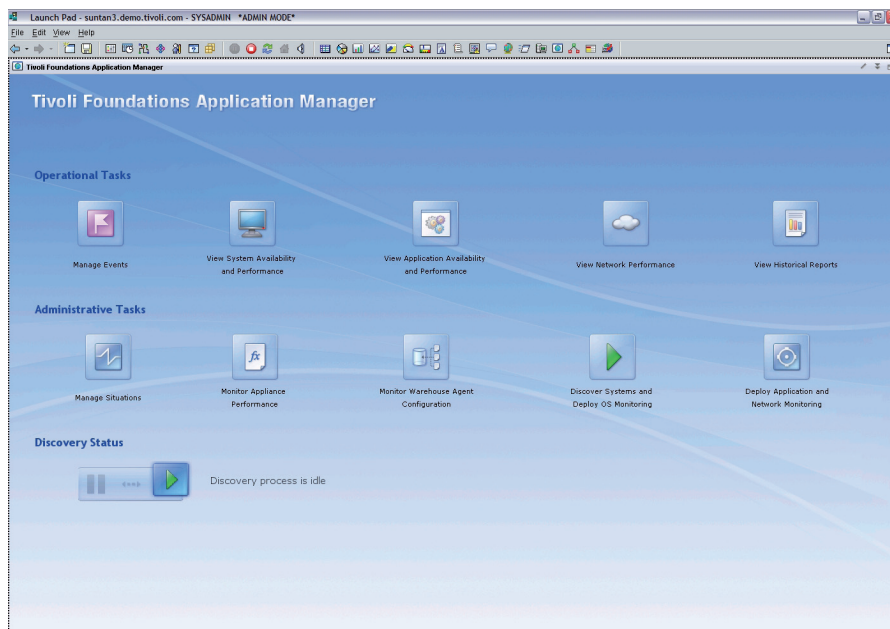 Launch Pad - suntan3.demo.tivoli.com - SYSADMIN *ADMIN MODE*
File Edit View Help
Tivoli Foundations Application Manager
Tivoli Foundations Application Manager
Operational Tasks
Manage Events
View System Availability
and Performance
View Application Availability
and Performance
View Network Performance
View Historical Reports
Administrative Tasks
Manage Situations
Monitor Appliance
Performance
Monitor Warehouse Agent
Configuration
Discover Systems and
Deploy OS Monitoring
Deploy Application and
Network Monitoring
Discovery Status
Discovery process is idle